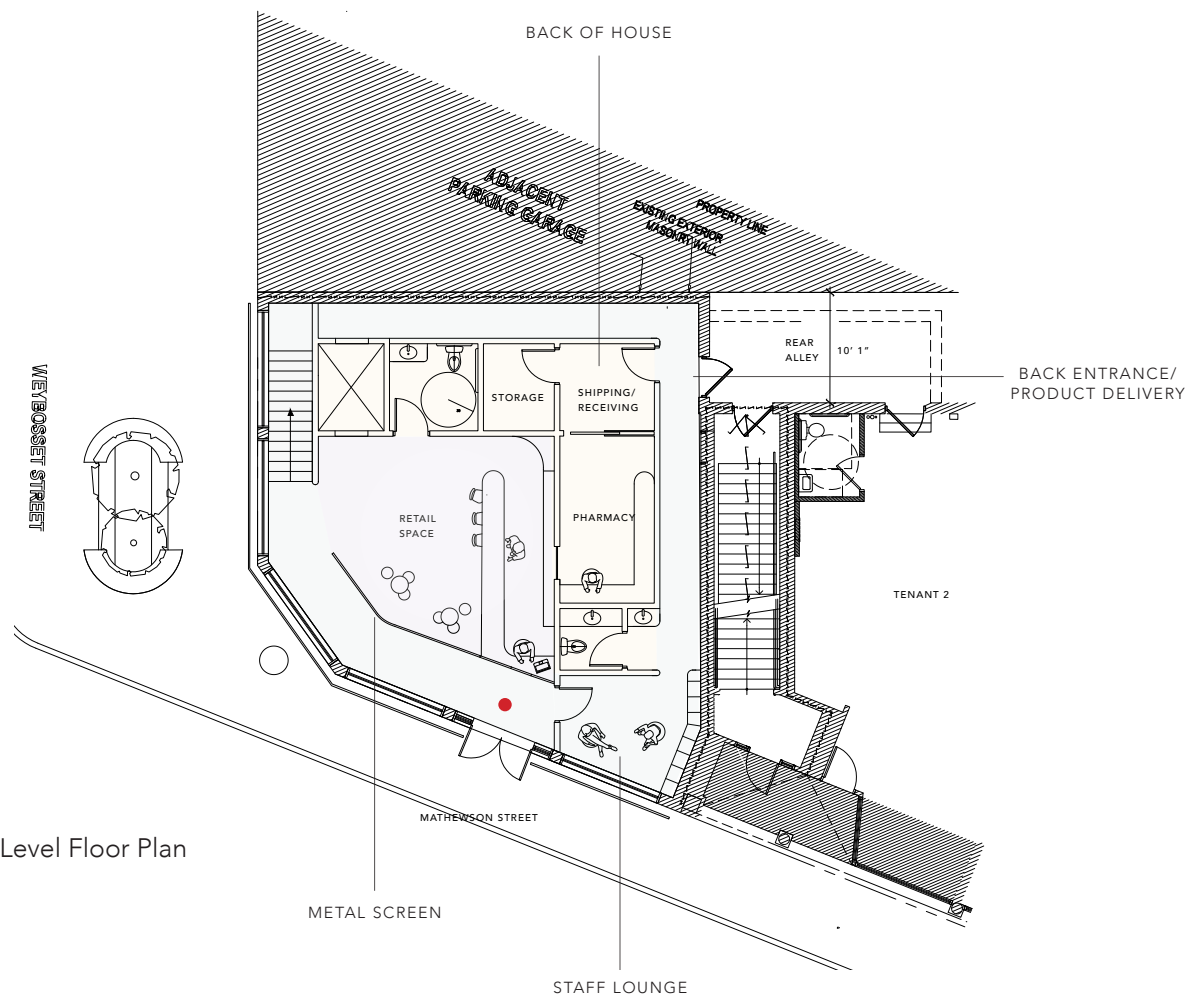 BACK OF HOUSE
ADJACENT
PARKING GARAGE
PROPERTY LINE
EXISTING EXTERIOR
MASONRY WALL
REAR
ALLEY
10' 1"
BACK ENTRANCE/
PRODUCT DELIVERY
WEYBOSSET STREET
STORAGE
SHIPPING/
RECEIVING
RETAIL
SPACE
PHARMACY
TENANT 2
MATHEWSON STREET
Level Floor Plan
METAL SCREEN
STAFF LOUNGE